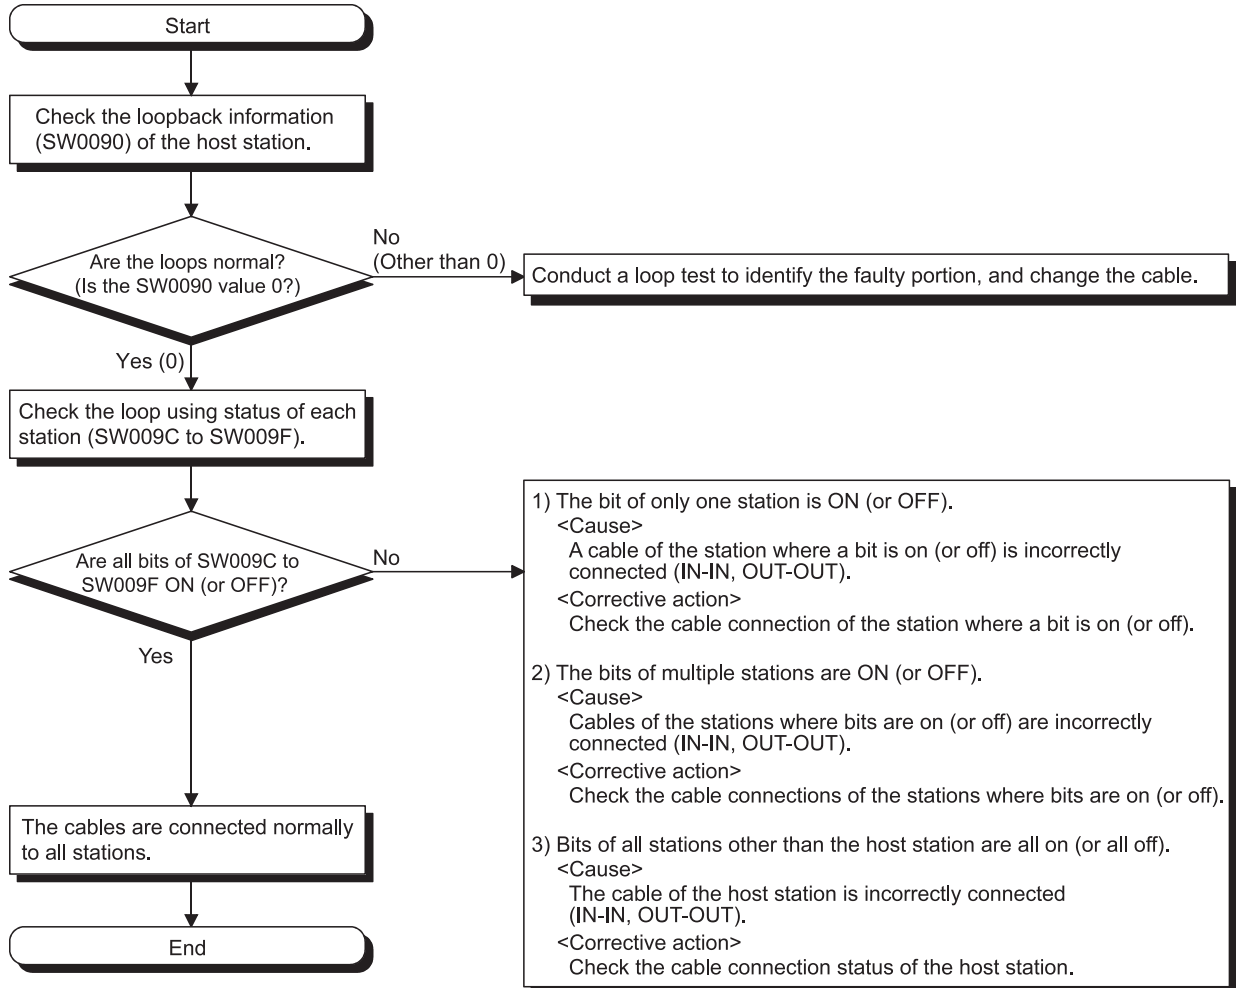 Start
Check the loopback information
(SW0090) of the host station.
Are the loops normal?
(Is the SW0090 value 0?)
No
(Other than 0)
Conduct a loop test to identify the faulty portion, and change the cable.
Yes (0)
Check the loop using status of each
station (SW009C to SW009F).
Are all bits of SW009C to
SW009F ON (or OFF)?
No
1) The bit of only one station is ON (or OFF).
<Cause>
A cable of the station where a bit is on (or off) is incorrectly
connected (IN-IN, OUT-OUT).
<Corrective action>
Check the cable connection of the station where a bit is on (or off).
2) The bits of multiple stations are ON (or OFF).
<Cause>
Cables of the stations where bits are on (or off) are incorrectly
connected (IN-IN, OUT-OUT).
<Corrective action>
Check the cable connections of the stations where bits are on (or off).
3) Bits of all stations other than the host station are all on (or all off).
<Cause>
The cable of the host station is incorrectly connected
(IN-IN, OUT-OUT).
<Corrective action>
Check the cable connection status of the host station.
Yes
The cables are connected normally
to all stations.
End